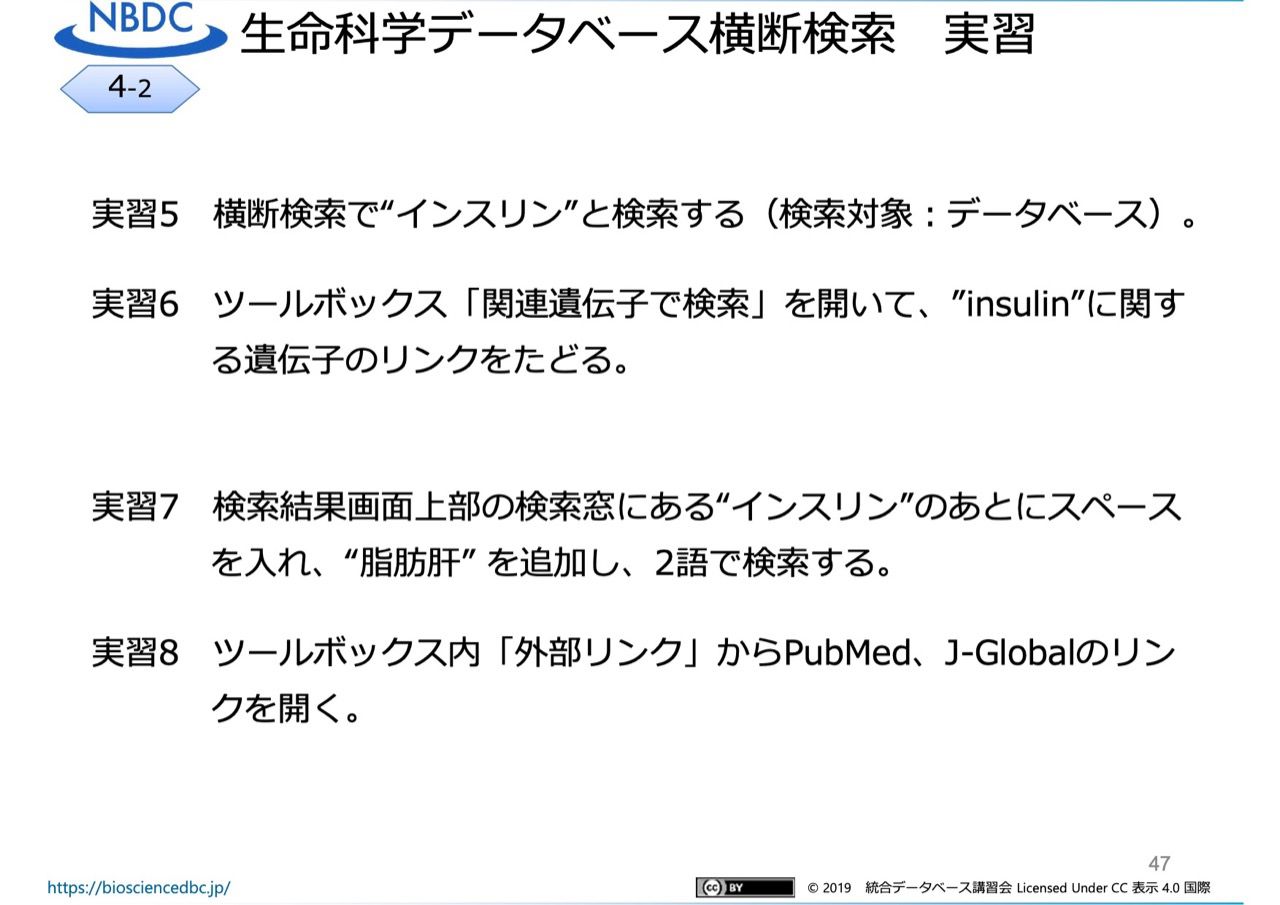 NBDC
生命科学データベース横断検索　実習
4-2
実習5　横断検索で“インスリン”と検索する（検索対象：データベース）。
実習6　ツールボックス「関連遺伝子で検索」を開いて、”insulin”に関す
る遺伝子のリンクをたどる。
実習7　検索結果画面上部の検索窓にある“インスリン”のあとにスペース
を入れ、“脂肪肝” を追加し、2語で検索する。
実習8　ツールボックス内「外部リンク」からPubMed、J-Globalのリン
クを開く。
47
https://biosciencedbc.jp/
cc BY
© 2019　統合データベース講習会 Licensed Under CC 表示 4.0 国際